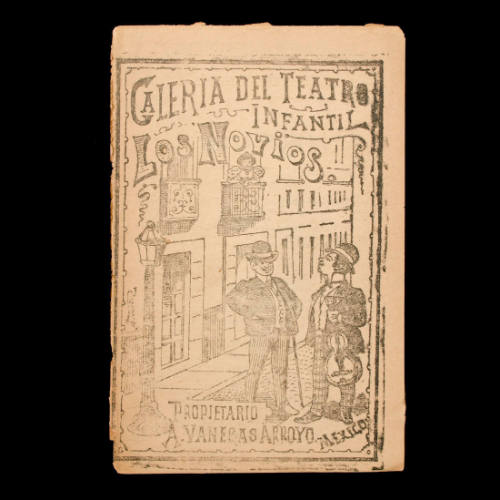 GALERIA DEL TEATRO
INFANTIL
LOS NOVIOS.
PROPIETARIO
A. VANEGAS ARROYO-MEXICO